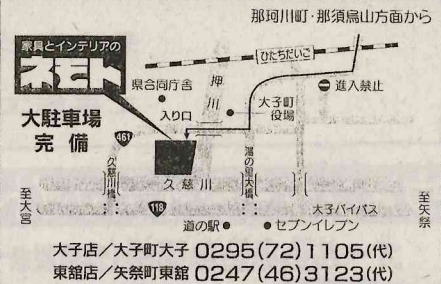 那珂川町・那須烏山方面から
家具とインテリアの
ネモト
ひたちだいご
県合同庁舎
押川
大子町
役場
進入禁止
入り口
大駐車場
完備
461
久慈川橋
湯の里大橋
久慈川
至大宮
118
大子バイパス
至矢祭
道の駅
セブンイレブン
大子店／大子町大子 0295(72)1105(代)
東舘店／矢祭町東舘 0247(46)3123(代)